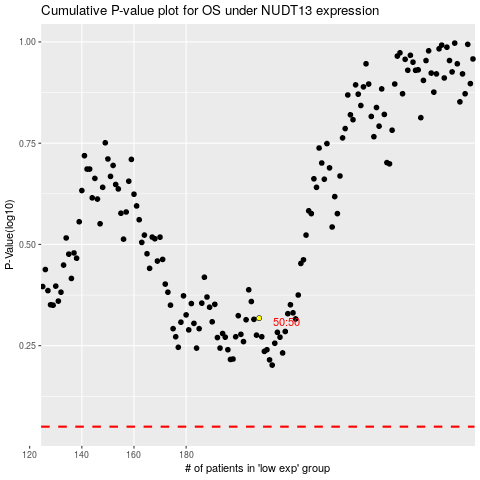 Cumulative P-value plot for OS under NUDT13 expression
1.00
0.75
0.50
0.25
P-Value(log10)
50:50
120 140 160 180
# of patients in 'low exp' group